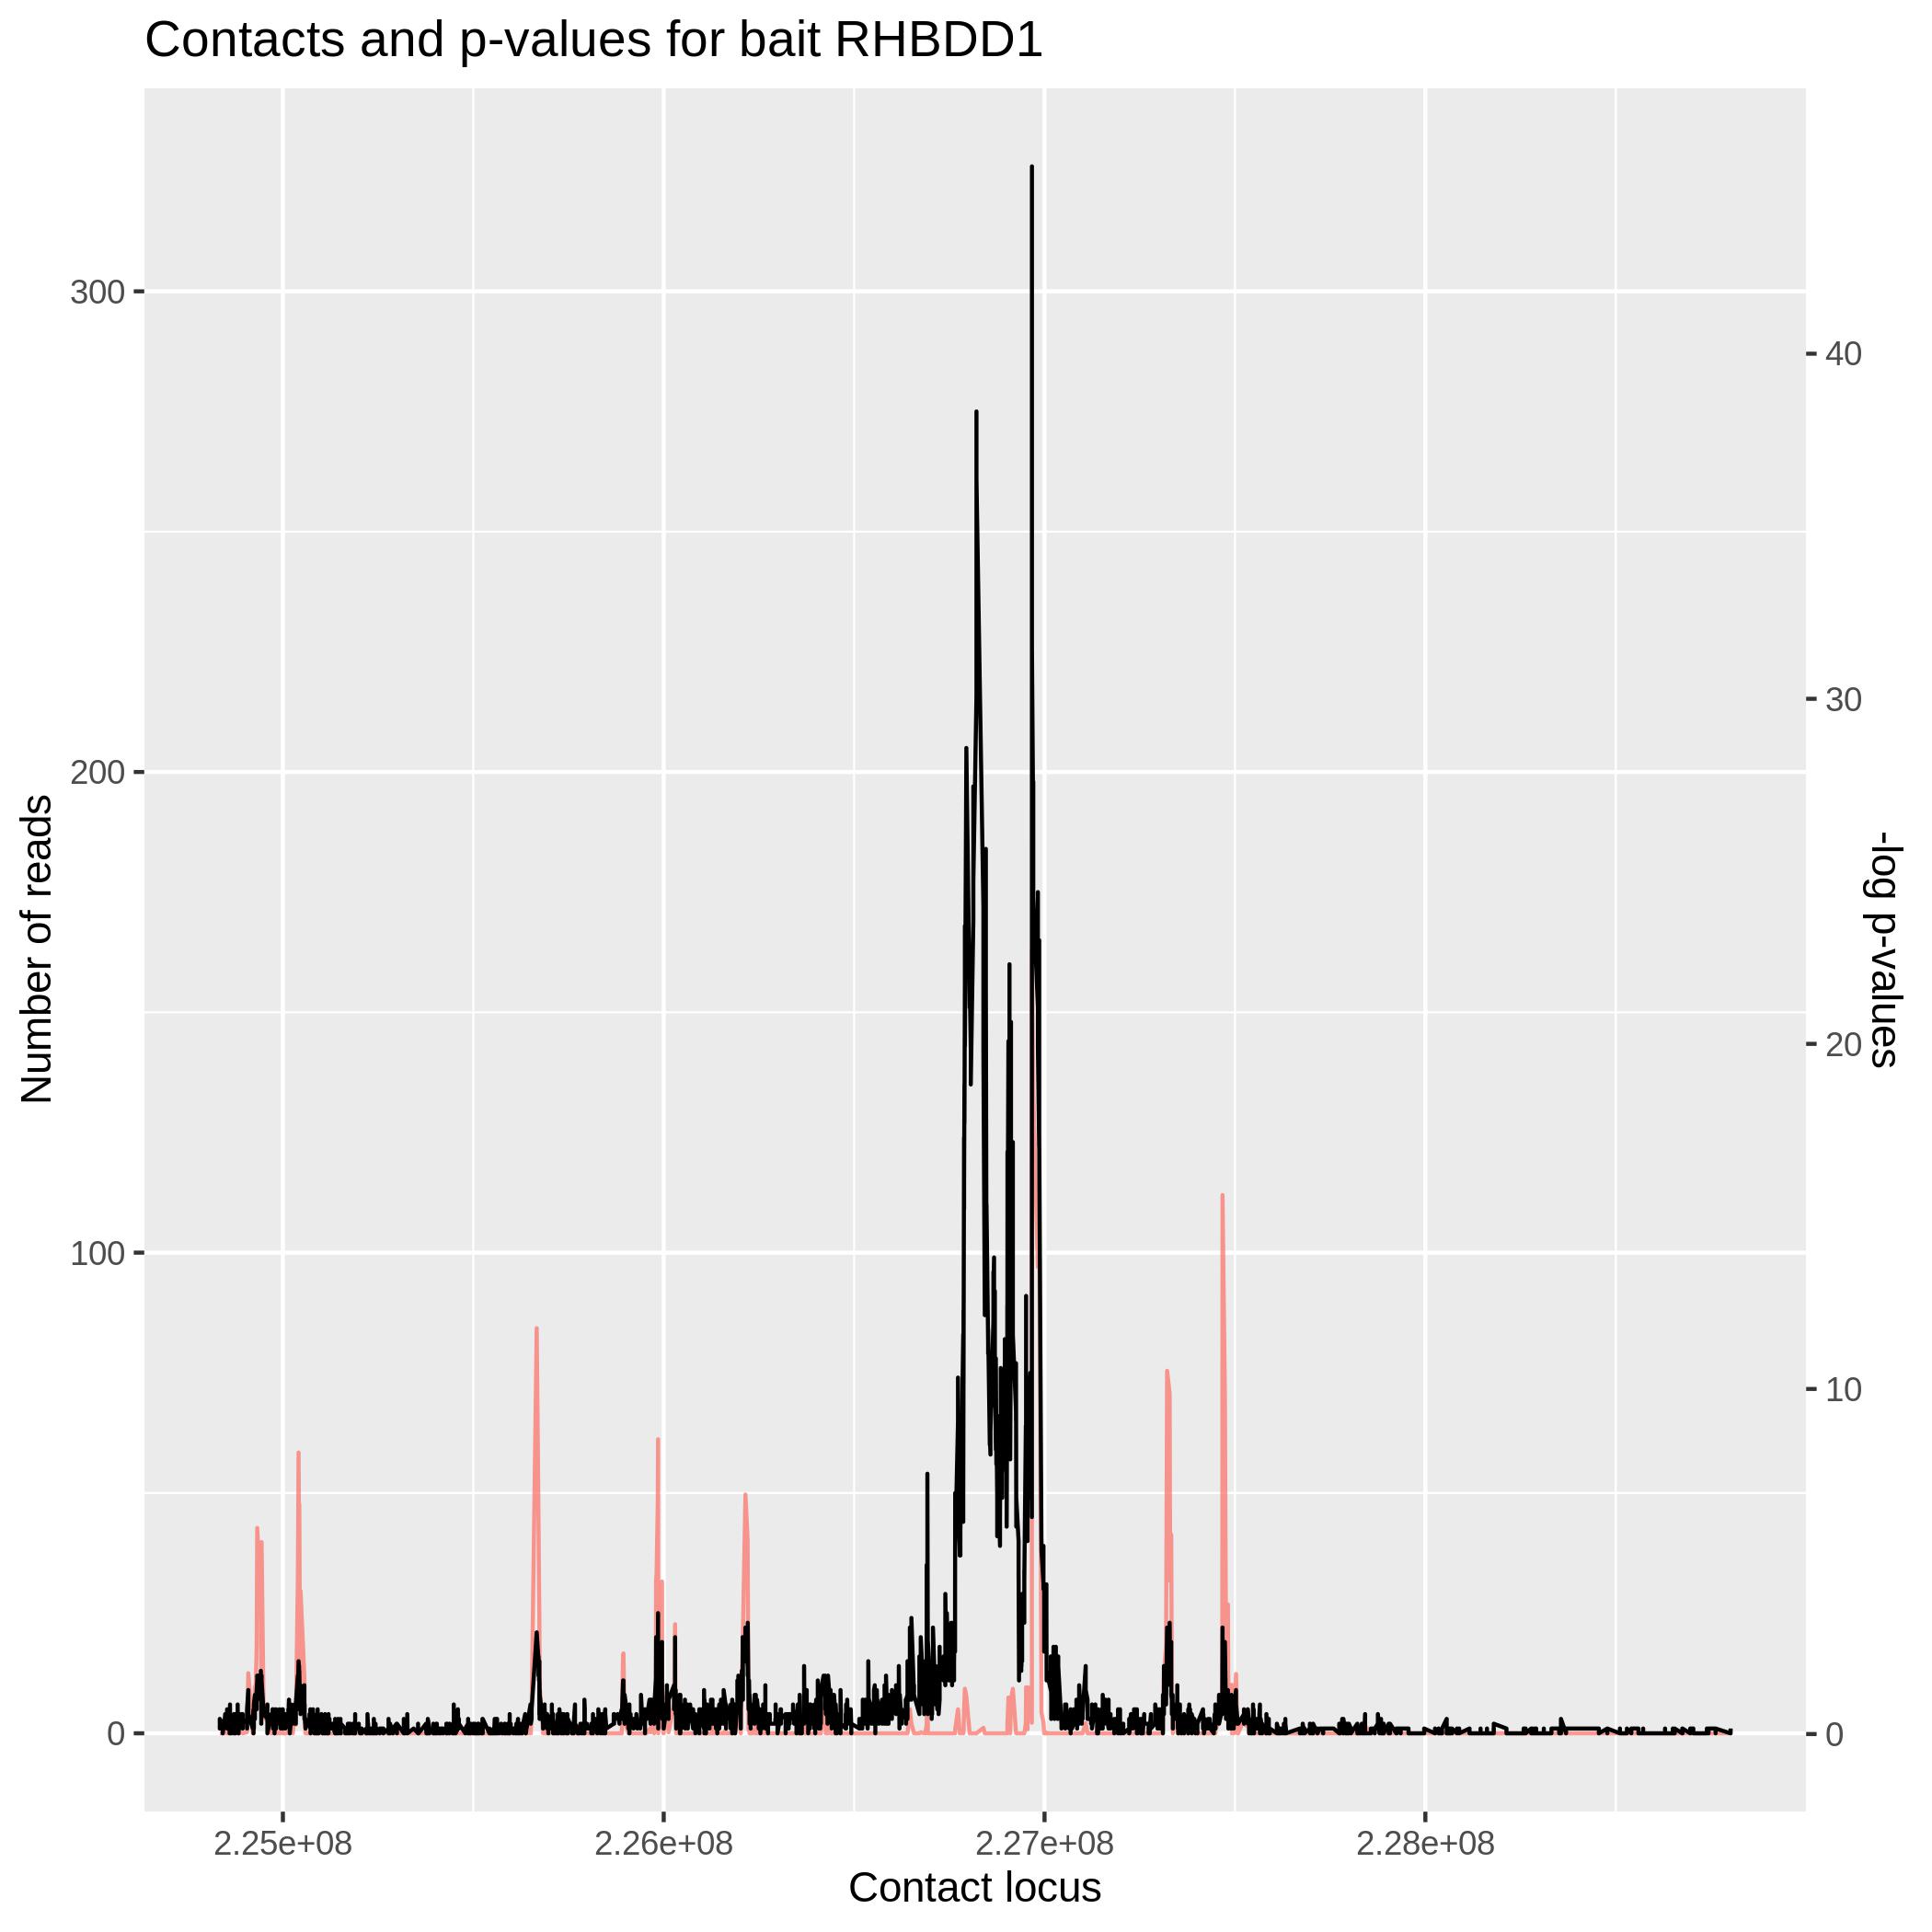 Contacts and p-values for bait RHBDD1
Number of reads
300
200
100
0
40
30
20
10
0
-log p-values
2.25e+08 2.26e+08 2.27e+08 2.28e+08
Contact locus